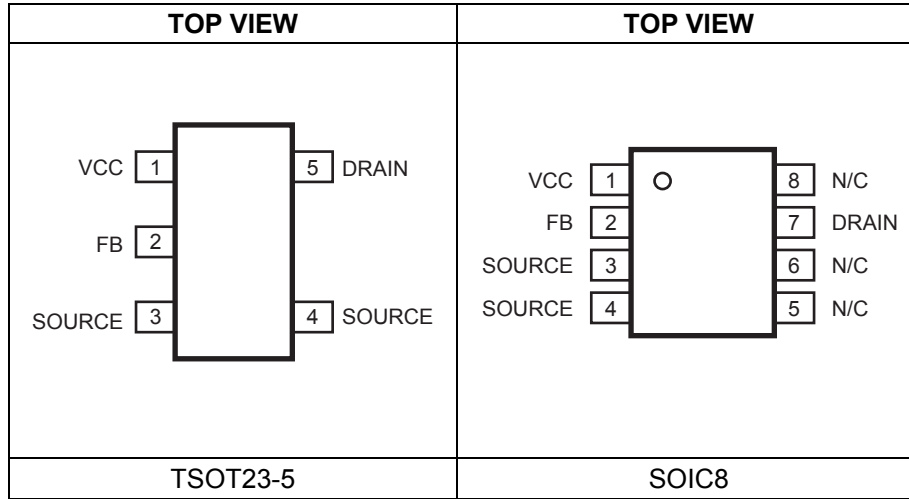 TOP VIEW
TOP VIEW
VCC 1
5 DRAIN
FB 2
SOURCE 3
4 SOURCE
VCC 1
8 N/C
FB 2
7 DRAIN
SOURCE 3
6 N/C
SOURCE 4
5 N/C
TSOT23-5
SOIC8